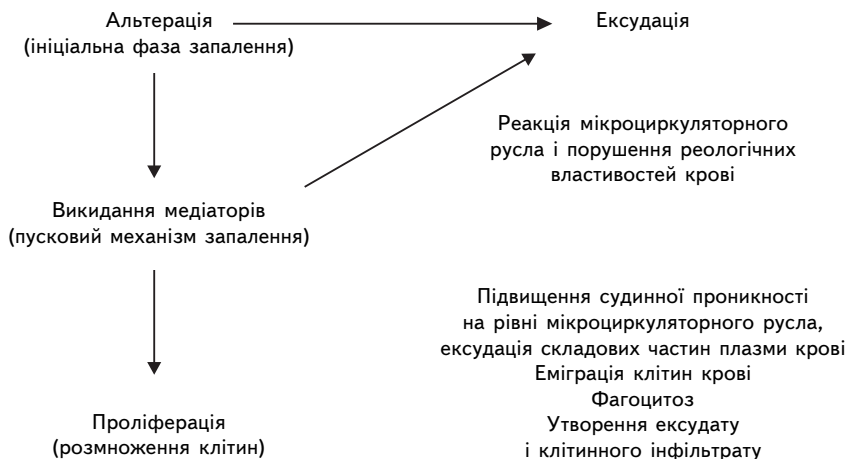 Альтерація
(ініціальна фаза запалення)
Ексудація
Реакція мікроциркуляторного
русла і порушення реологічних
властивостей крові
Викидання медіаторів
(пусковий механізм запалення)
Підвищення судинної проникності
на рівні мікроциркуляторного русла,
ексудація складових частин плазми крові
Еміграція клітин крові
Фагоцитоз
Утворення ексудату
і клітинного інфільтрату
Проліферація
(розмноження клітин)